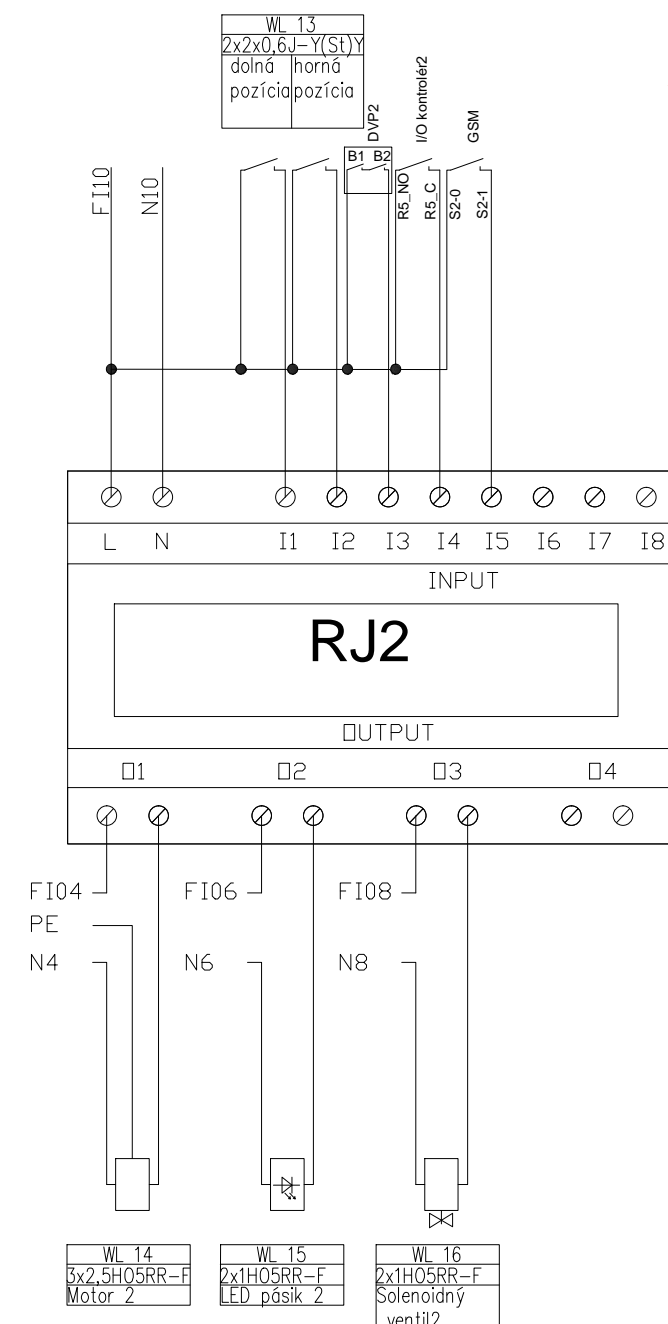 WL 13
2x2x0,6J-Y(St)Y
dolná horná
pozícia pozícia
DVP2
I/O kontrolér2
GSM
B1 B2
FI10
N10
R5_NO
R5_C
S2-0
S2-1
L N I1 I2 I3 I4 I5 I6 I7 I8
INPUT
RJ2
OUTPUT
O1 O2 O3 O4
FI04 FI06 FI08
PE
N4 N6 N8
WL 14 WL 15 WL 16
3x2,5H05RR-F 2x1H05RR-F 2x1H05RR-F
Motor 2 LED pásik 2 Solenoidný
ventil2